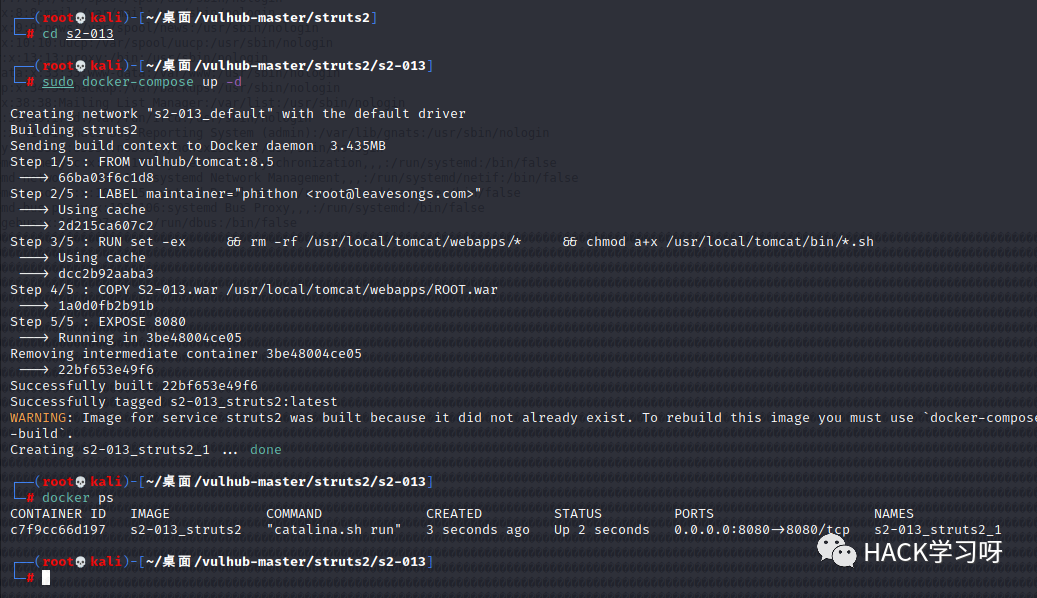 (root💀kali)-[~/桌面/vulhub-master/struts2]
# cd s2-013
(root💀kali)-[~/桌面/vulhub-master/struts2/s2-013]
# sudo docker-compose up -d
Creating network "s2-013_default" with the default driver
Building struts2
Sending build context to Docker daemon  3.435MB
Step 1/5 : FROM vulhub/tomcat:8.5
---> 66ba03f6c1d8
Step 2/5 : LABEL maintainer="phithon <root@leavesongs.com>"
---> Using cache
---> 2d215ca607c2
Step 3/5 : RUN set -ex     && rm -rf /usr/local/tomcat/webapps/*     && chmod a+x /usr/local/tomcat/bin/*.sh
---> Using cache
---> dcc2b92aaba3
Step 4/5 : COPY S2-013.war /usr/local/tomcat/webapps/ROOT.war
---> 1a0d0fb2b91b
Step 5/5 : EXPOSE 8080
---> Running in 3be48004ce05
Removing intermediate container 3be48004ce05
---> 22bf653e49f6
Successfully built 22bf653e49f6
Successfully tagged s2-013_struts2:latest
WARNING: Image for service struts2 was built because it did not already exist. To rebuild this image you must use `docker-compose
-build`.
Creating s2-013_struts2_1 ... done
(root💀kali)-[~/桌面/vulhub-master/struts2/s2-013]
# docker ps
CONTAINER ID   IMAGE            COMMAND             CREATED         STATUS         PORTS                    NAMES
c7f9cc66d197   s2-013_struts2   "catalina.sh run"   3 seconds ago   Up 2 seconds   0.0.0.0:8080->8080/tcp   s2-013_struts2_1
(root💀kali)-[~/桌面/vulhub-master/struts2/s2-013]
#
HACK学习呀